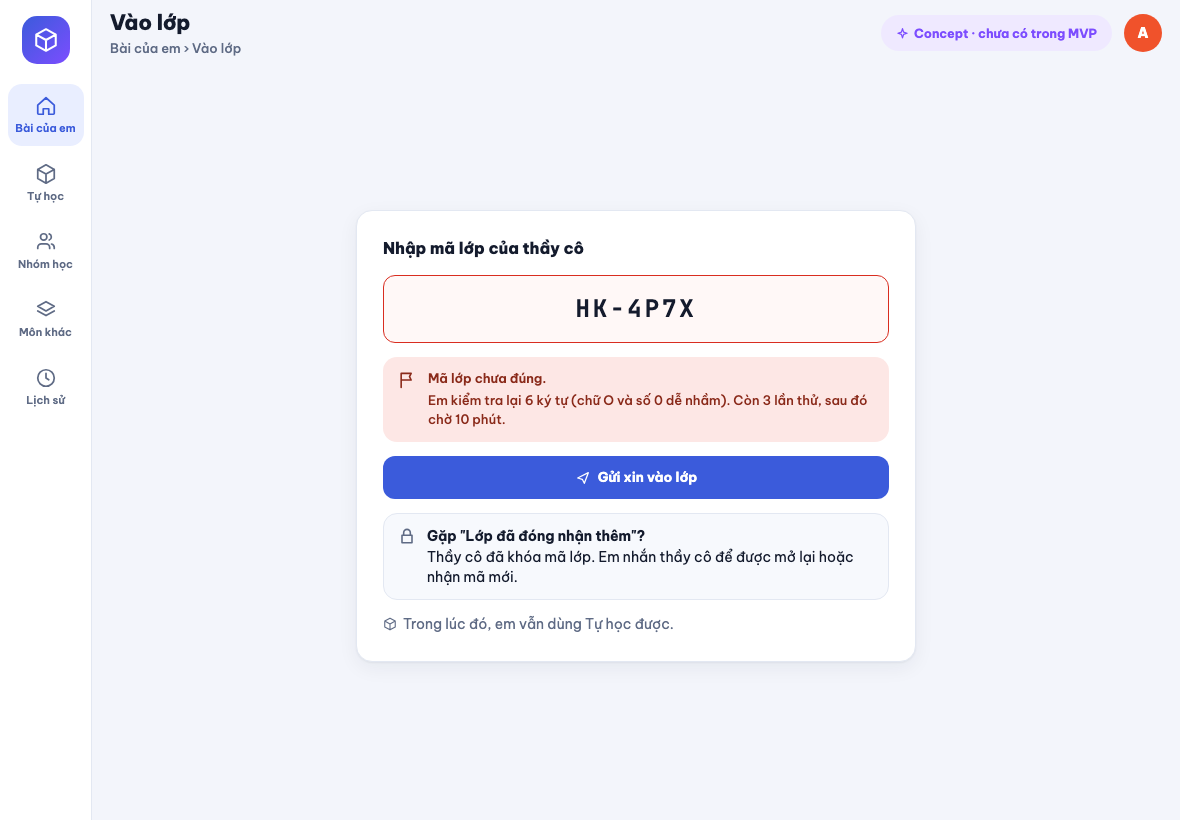 Vào lớp
Bài của em › Vào lớp
Concept · chưa có trong MVP
A
Bài của em
Tự học
Nhóm học
Môn khác
Lịch sử
Nhập mã lớp của thầy cô
HK-4P7X
Mã lớp chưa đúng.
Em kiểm tra lại 6 ký tự (chữ O và số 0 dễ nhầm). Còn 3 lần thử, sau đó
chờ 10 phút.
Gửi xin vào lớp
Gặp "Lớp đã đóng nhận thêm"?
Thầy cô đã khóa mã lớp. Em nhắn thầy cô để được mở lại hoặc
nhận mã mới.
Trong lúc đó, em vẫn dùng Tự học được.